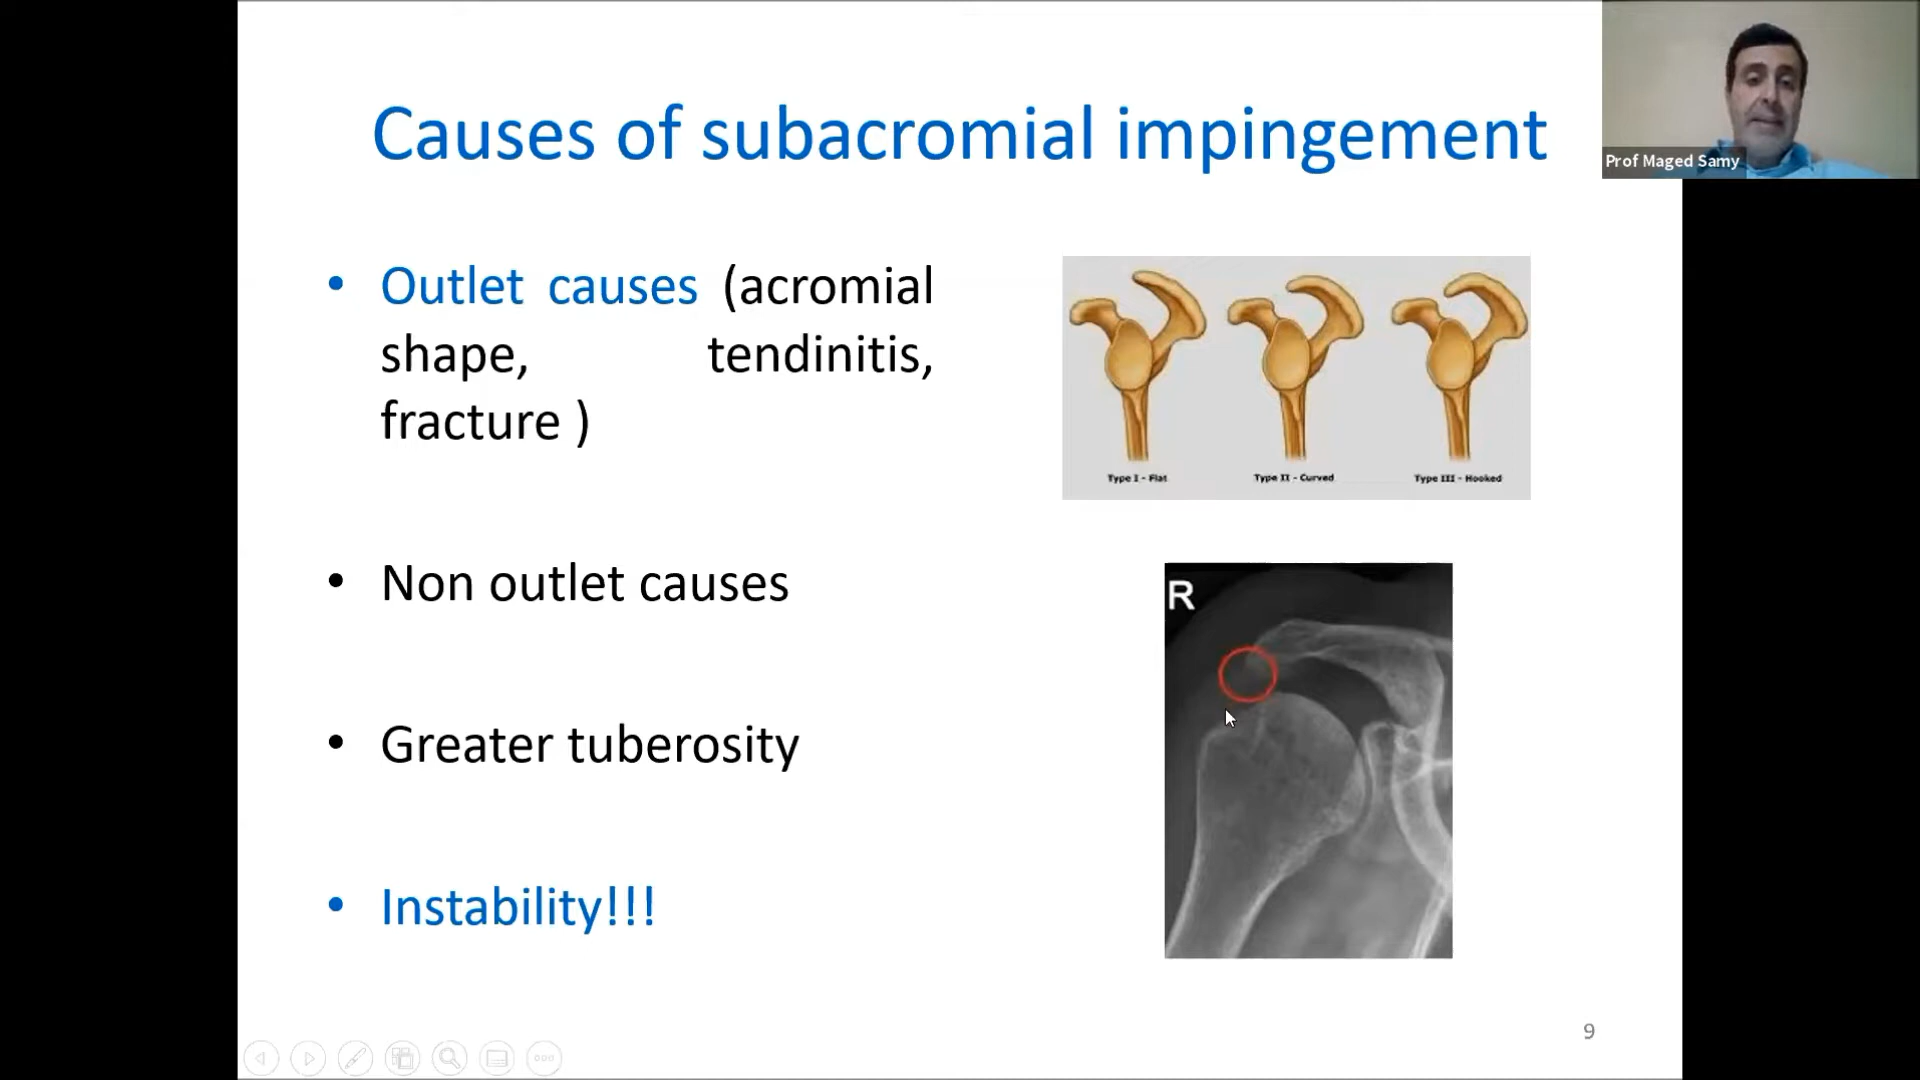 Causes of subacromial impingement
Prof Maged Samy
• Outlet causes (acromial
shape, tendinitis,
fracture )
• Non outlet causes
• Greater tuberosity
• Instability!!!
Type I - Flat
Type II - Curved
Type III - Hooked
R
9